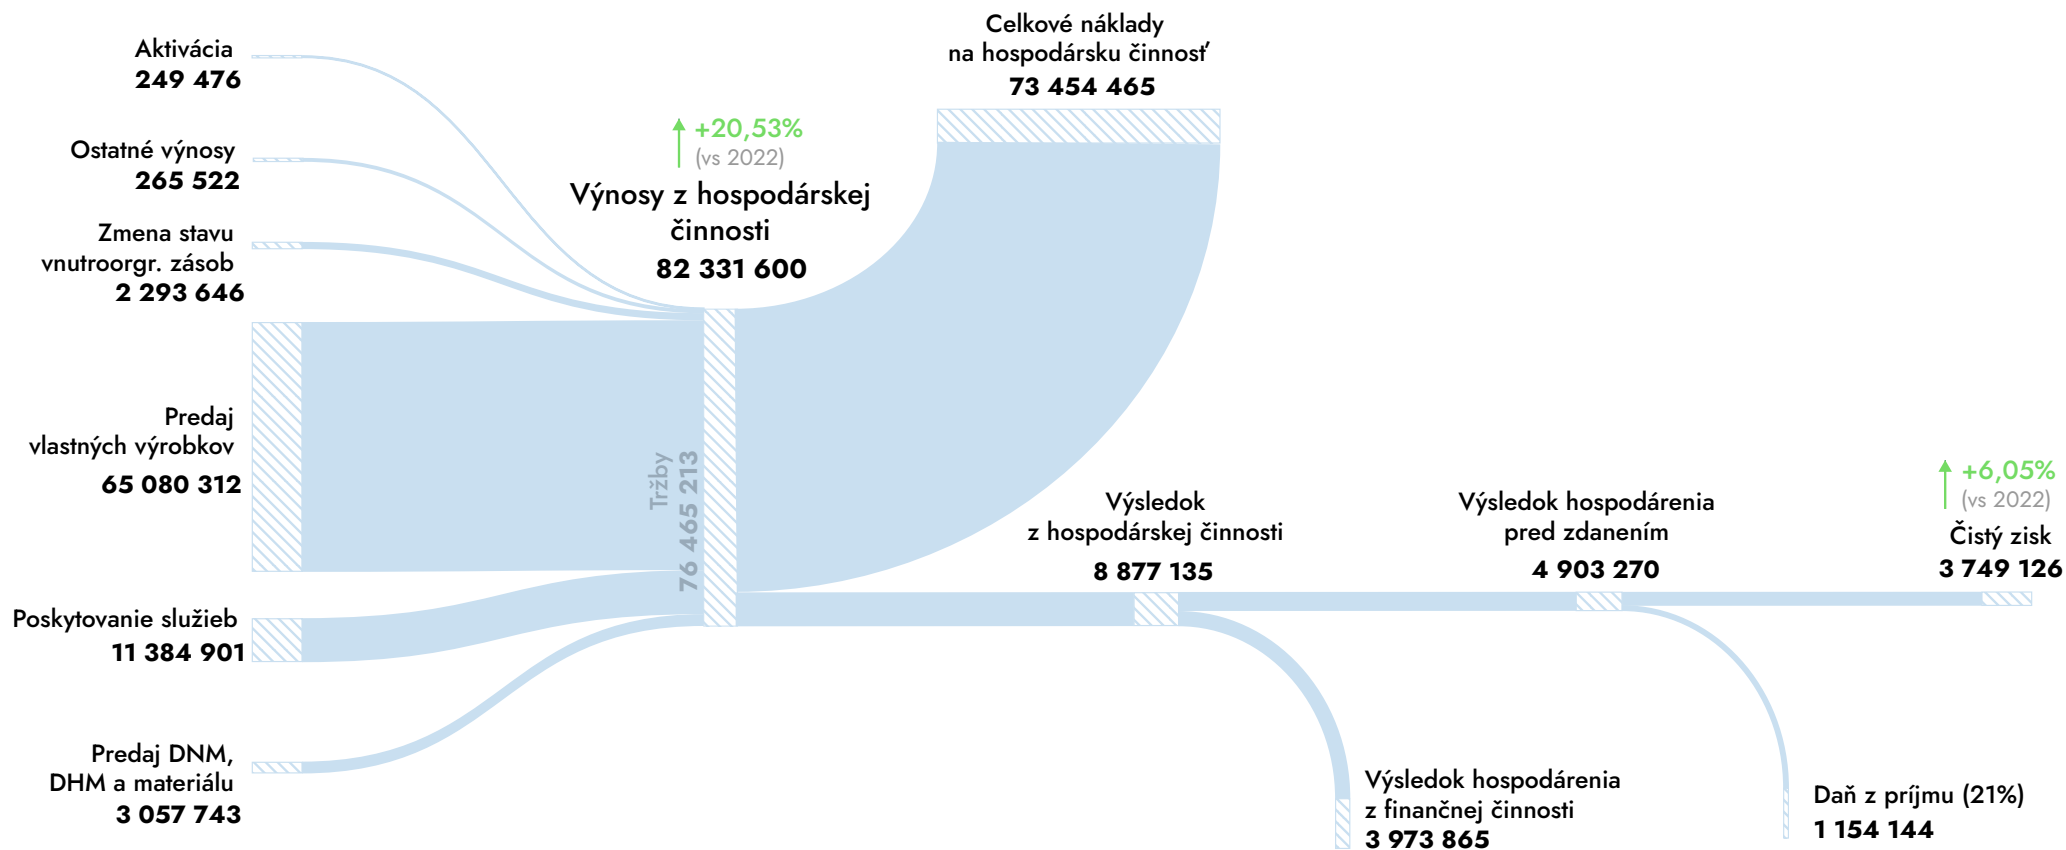 Aktivácia
249 476
Ostatné výnosy
265 522
Zmena stavu
vnutroorgr. zásob
2 293 646
Predaj
vlastných výrobkov
65 080 312
Poskytovanie služieb
11 384 901
Predaj DNM,
DHM a materiálu
3 057 743
+20,53%
(vs 2022)
Výnosy z hospodárskej
činnosti
82 331 600
Tržby
76 465 213
Celkové náklady
na hospodársku činnosť
73 454 465
Výsledok
z hospodárskej činnosti
8 877 135
Výsledok hospodárenia
z finančnej činnosti
3 973 865
Výsledok hospodárenia
pred zdanením
4 903 270
Daň z príjmu (21%)
1 154 144
+6,05%
(vs 2022)
Čistý zisk
3 749 126